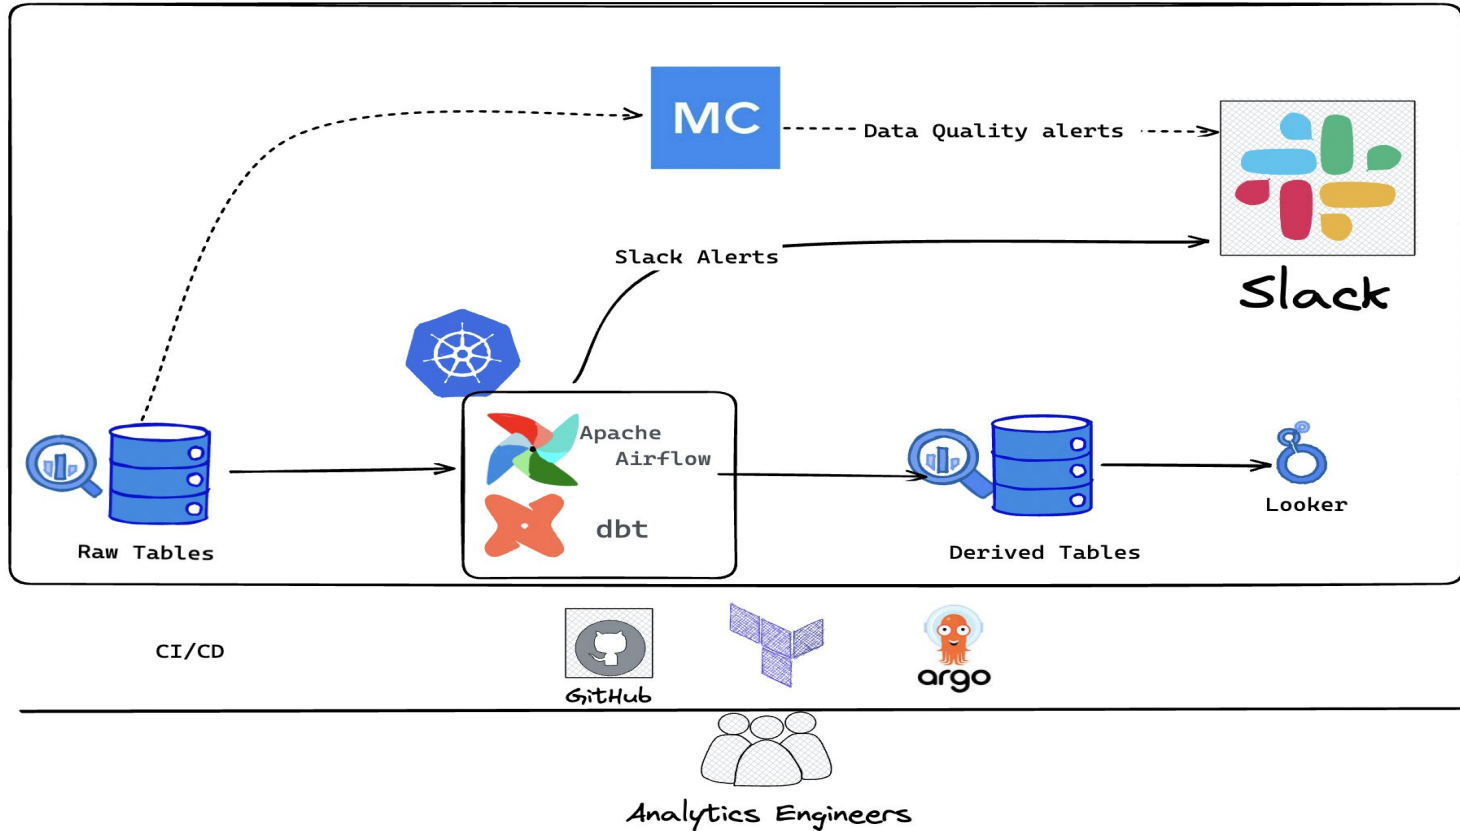 MC
Data Quality alerts
Slack Alerts
Slack
Apache
Airflow
dbt
Raw Tables
Derived Tables
Looker
CI/CD
GitHub
argo
Analytics Engineers